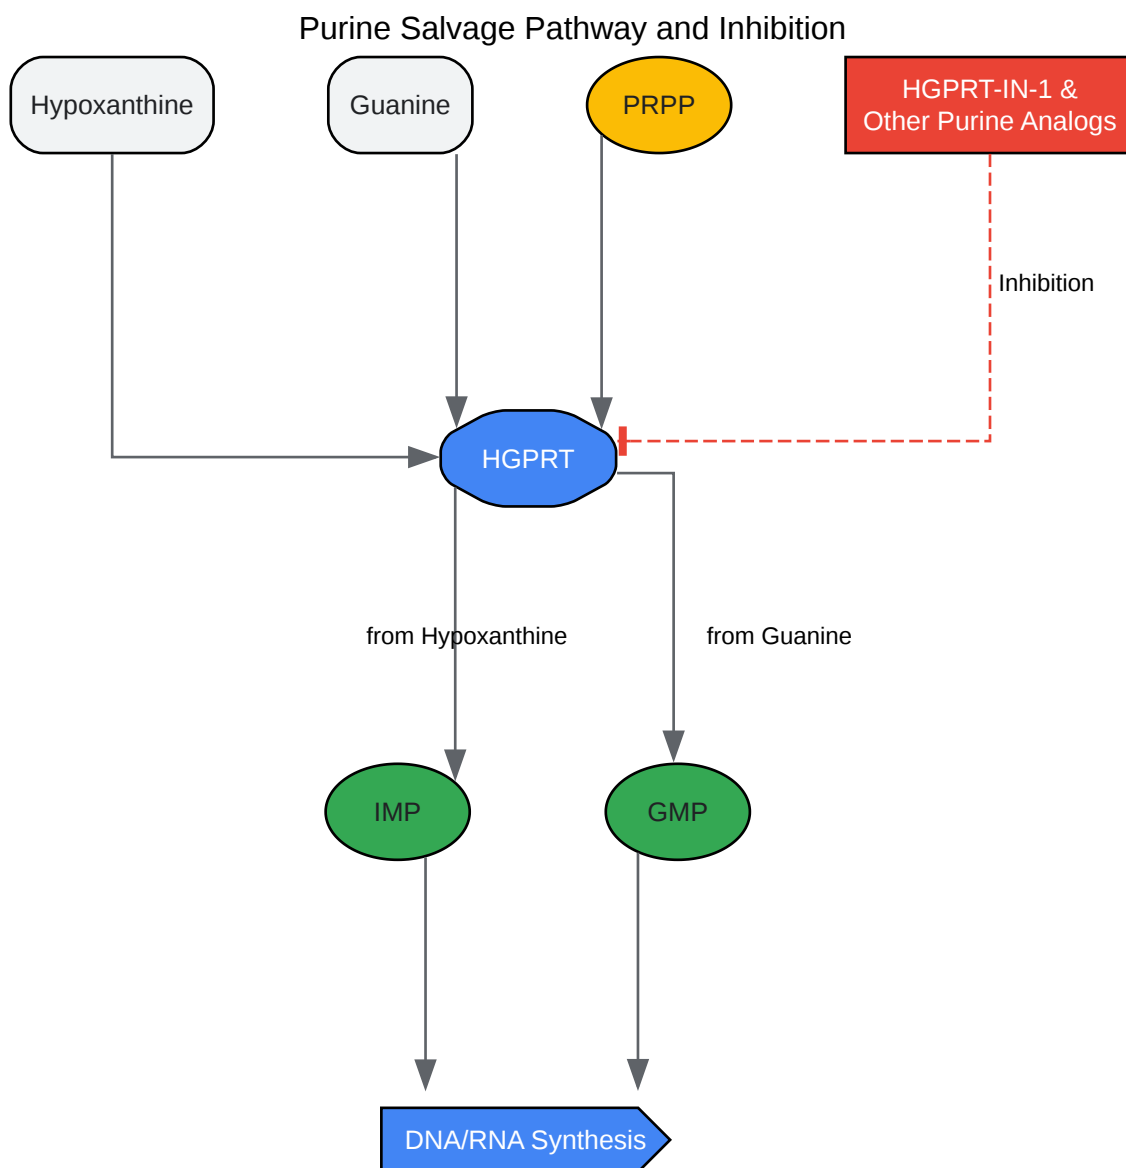 Purine Salvage Pathway and Inhibition
Hypoxanthine
Guanine
PRPP
HGPRT-IN-1 &
Other Purine Analogs
Inhibition
HGPRT
from Hypoxanthine
from Guanine
IMP
GMP
DNA/RNA Synthesis